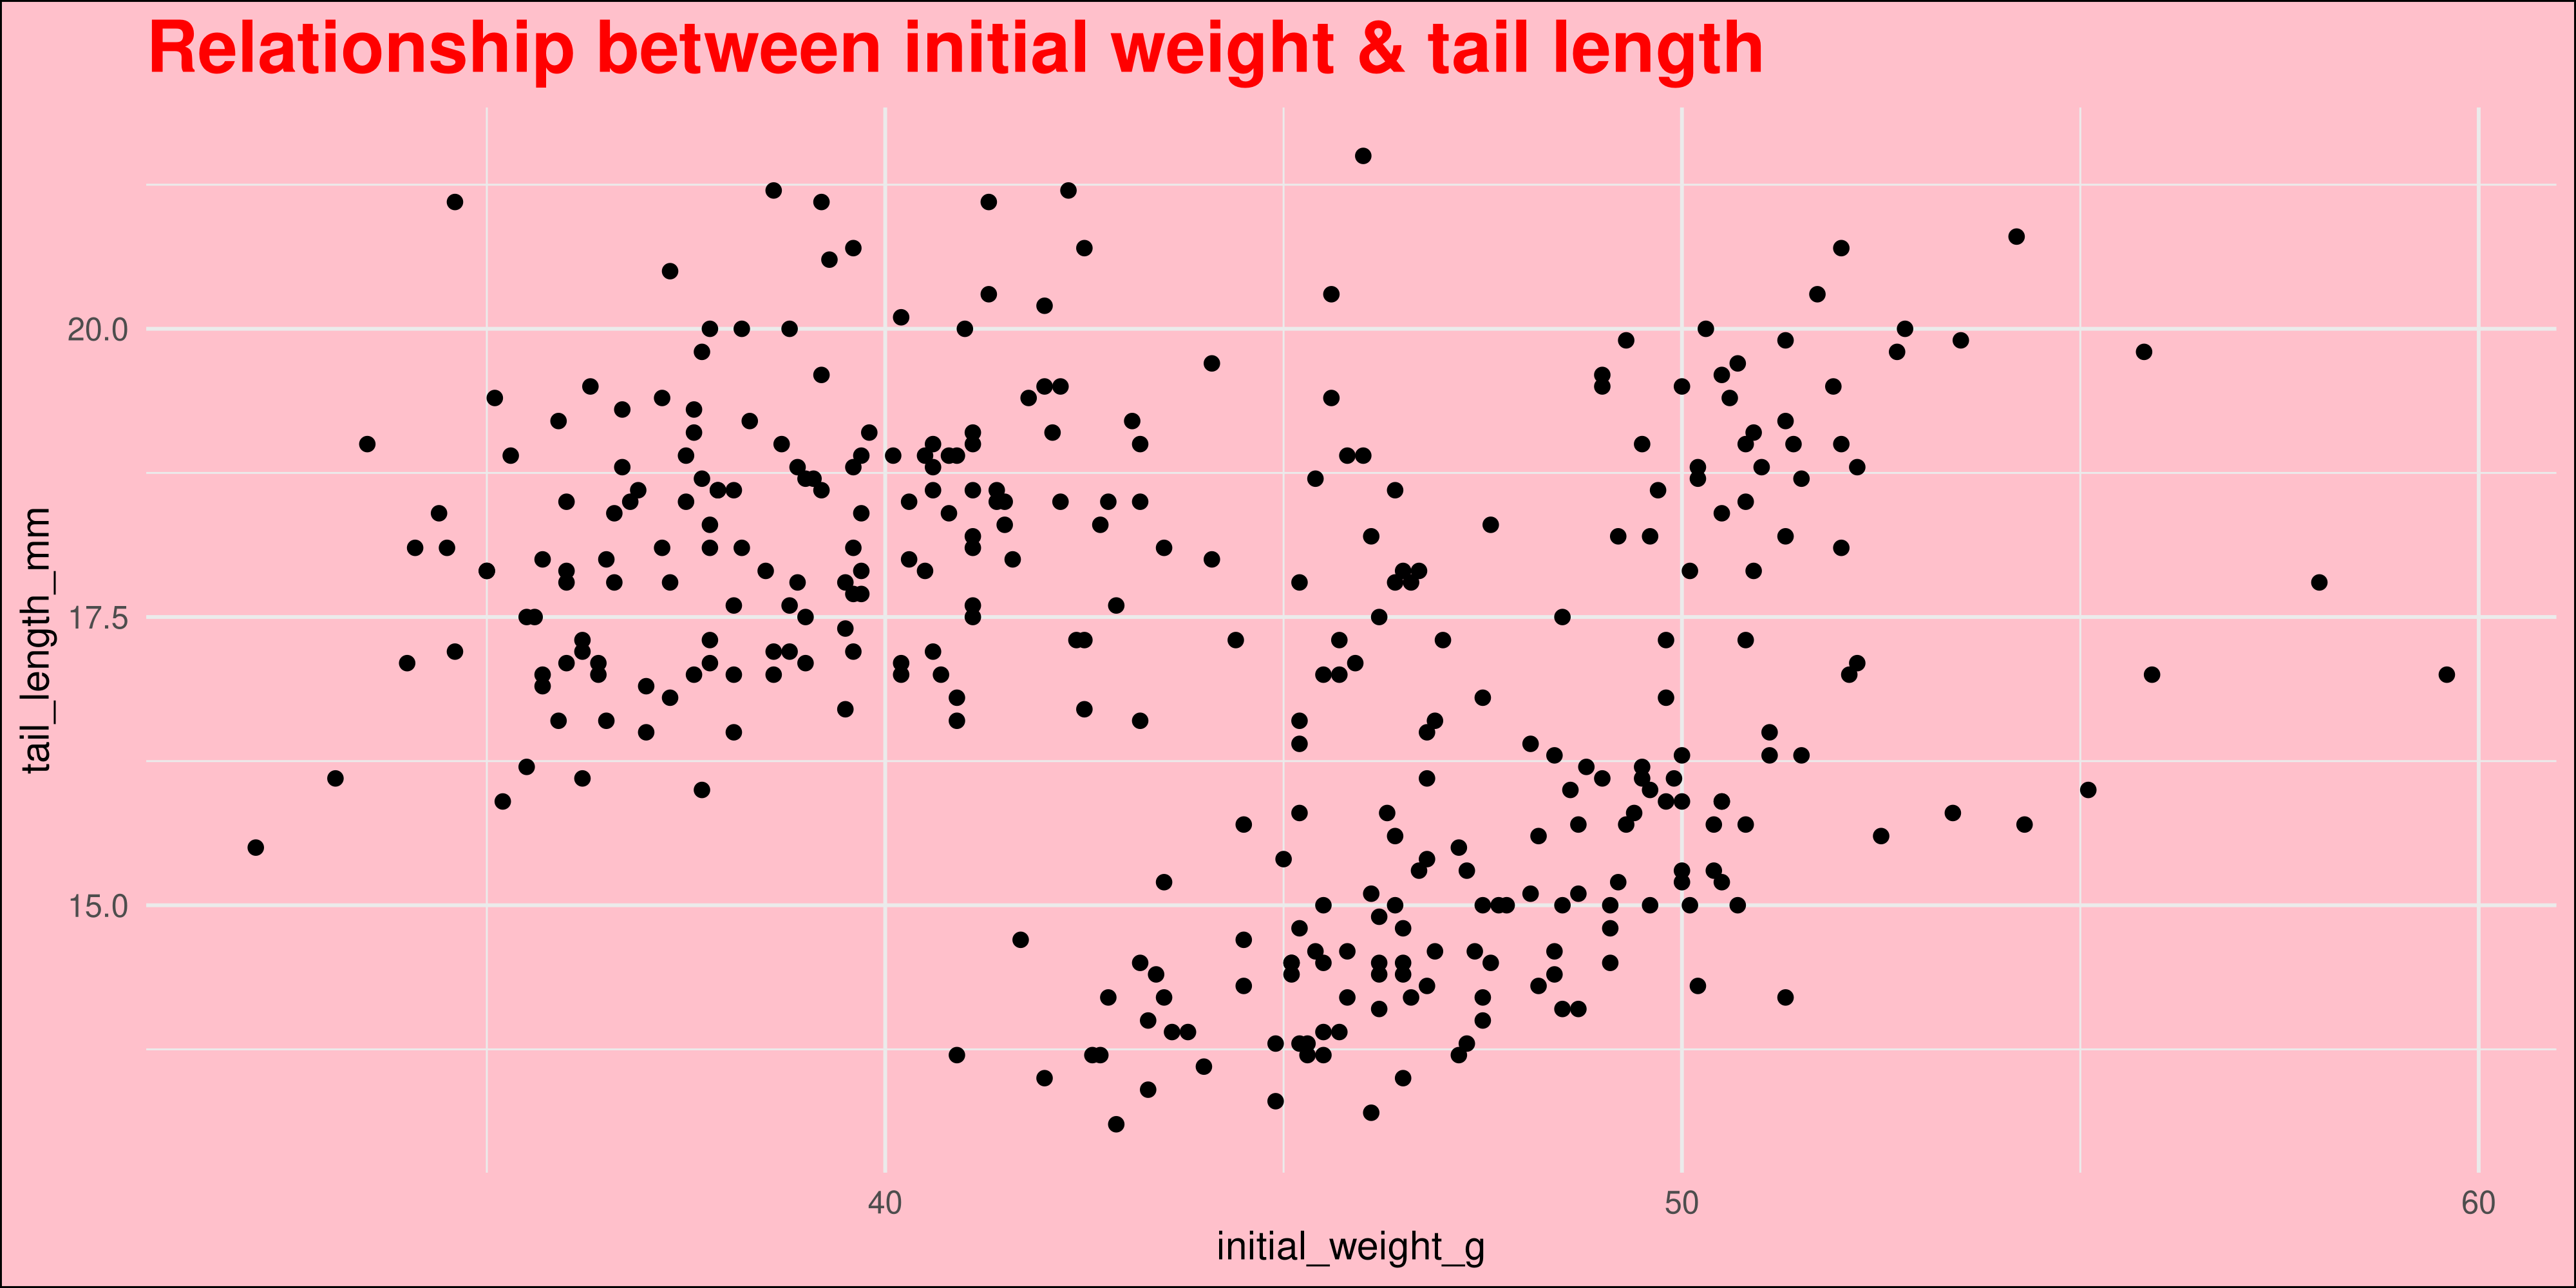 Relationship between initial weight & tail length
tail_length_mm
20.0
17.5
15.0
40
50
60
initial_weight_g